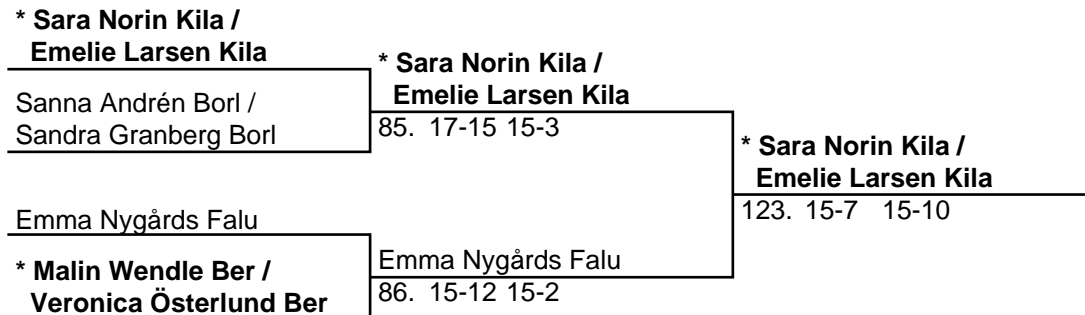 * Sara Norin Kila /
Emelie Larsen Kila
Sanna Andrén Borl /
Sandra Granberg Borl
Emma Nygårds Falu
* Malin Wendle Ber /
Veronica Österlund Ber
* Sara Norin Kila /
Emelie Larsen Kila
85. 17-15 15-3
Emma Nygårds Falu
86. 15-12 15-2
* Sara Norin Kila /
Emelie Larsen Kila
123. 15-7 15-10